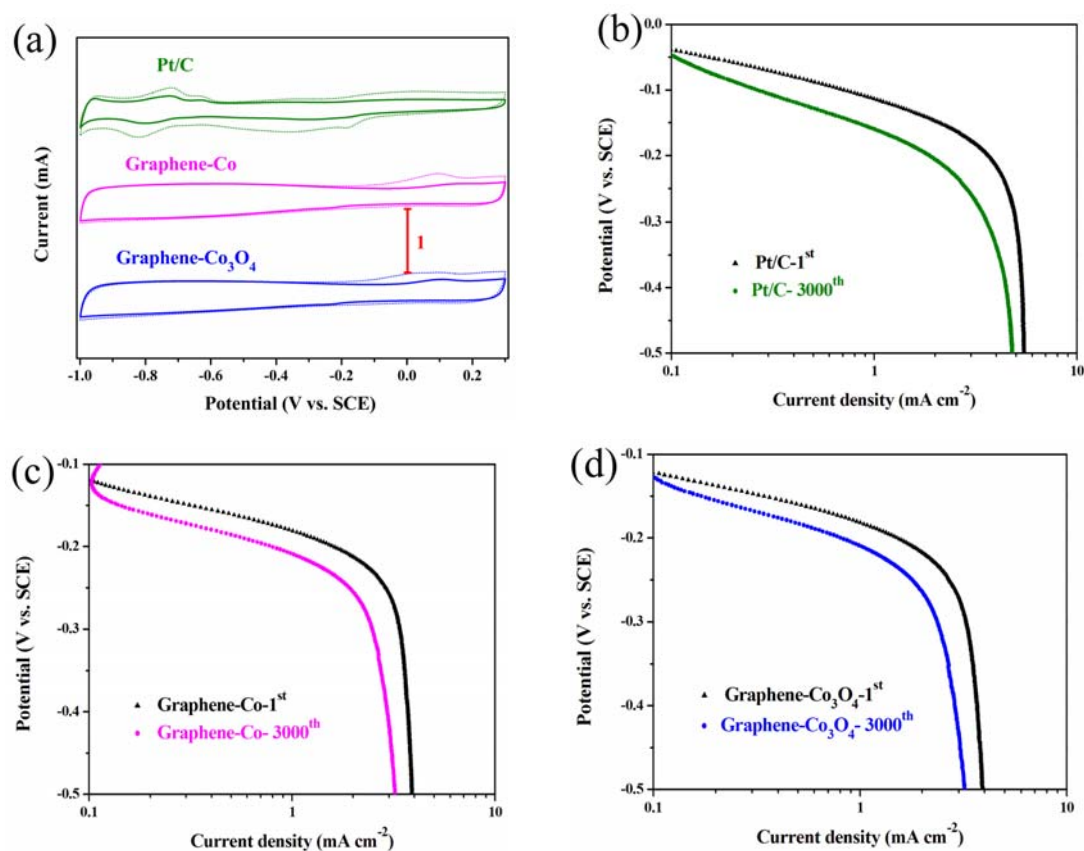 (a)
Pt/C
Graphene-Co
1
Graphene-Co₃O₄
Current (mA)
-1.0 -0.8 -0.6 -0.4 -0.2 0.0 0.2
Potential (V vs. SCE)
(b)
0.0
-0.1
-0.2
-0.3
-0.4
-0.5
Potential (V vs. SCE)
Pt/C-1ˢᵗ
Pt/C- 3000ᵗʰ
0.1 1 10
Current density (mA cm⁻²)
(c)
-0.1
-0.2
-0.3
-0.4
-0.5
Potential (V vs. SCE)
Graphene-Co-1ˢᵗ
Graphene-Co- 3000ᵗʰ
0.1 1 10
Current density (mA cm⁻²)
(d)
-0.1
-0.2
-0.3
-0.4
-0.5
Potential (V vs. SCE)
Graphene-Co₃O₄-1ˢᵗ
Graphene-Co₃O₄- 3000ᵗʰ
0.1 1 10
Current density (mA cm⁻²)